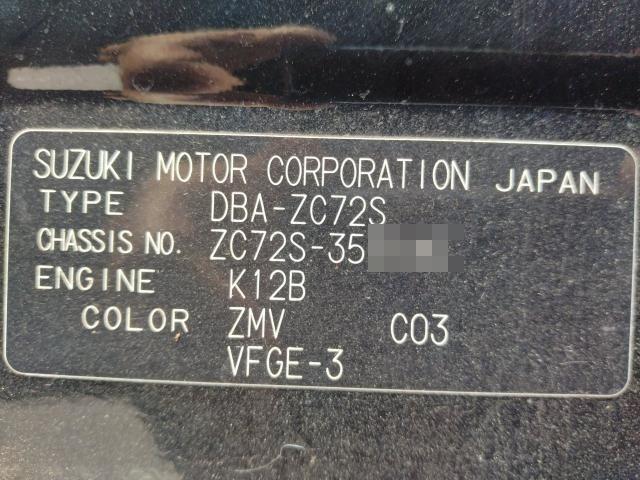 SUZUKI MOTOR CORPORATION JAPAN
TYPE DBA-ZC72S
CHASSIS NO. ZC72S-35
ENGINE K12B
COLOR ZMV C03
VFGE-3